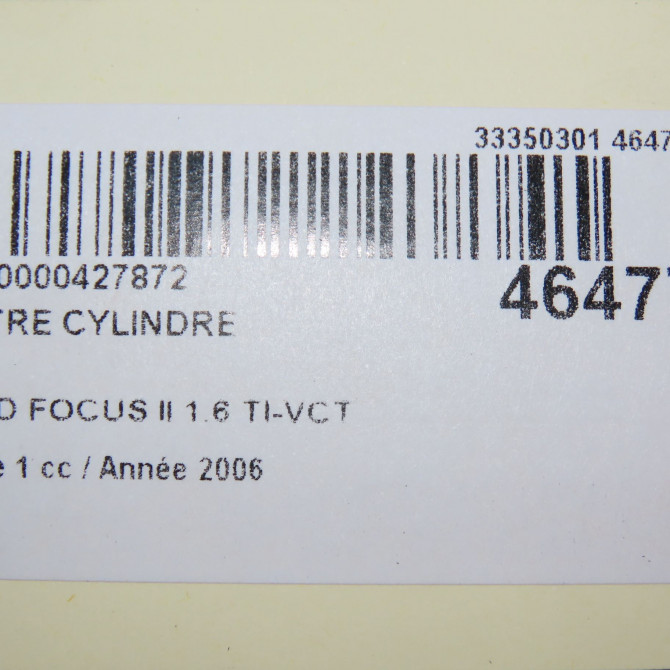 33350301 4647
0000427872
4647
TRE CYLINDRE
D FOCUS II 1.6 TI-VCT
e 1 cc / Année 2006